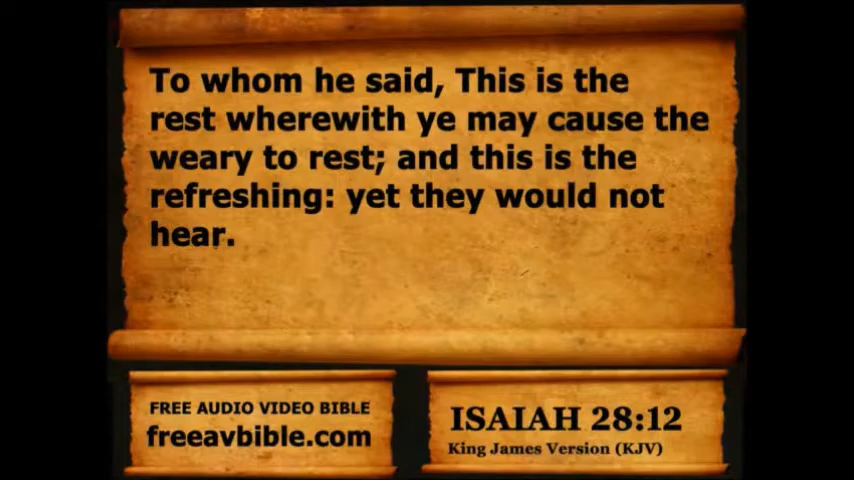 To whom he said, This is the
rest wherewith ye may cause the
weary to rest; and this is the
refreshing: yet they would not
hear.
FREE AUDIO VIDEO BIBLE
freeavbible.com
ISAIAH 28:12
King James Version (KJV)